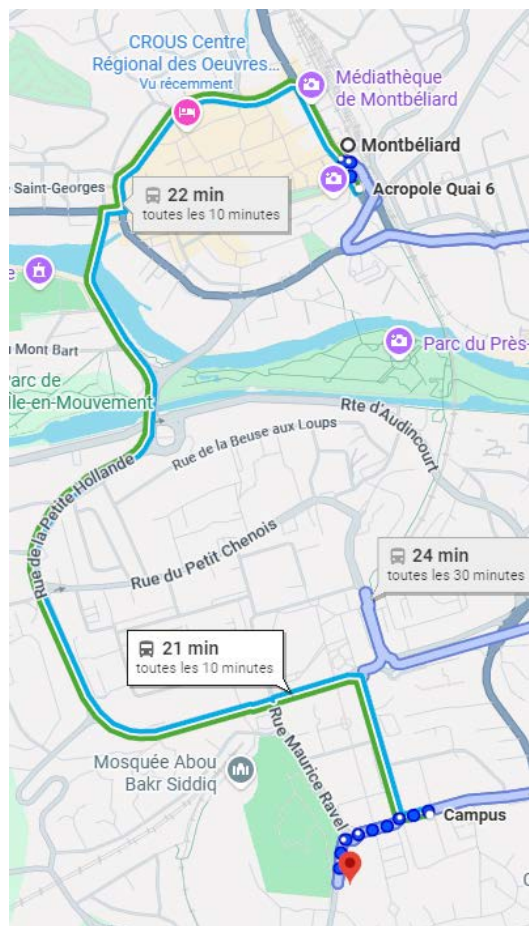 CROUS Centre
Régional des Oeuvres...
Vu récemment
Médiathèque
de Montbéliard
Montbéliard
Saint-Georges
22 min
toutes les 10 minutes
Acropole Quai 6
Mont Bart
Parc du Près-
Parc de
Île-en-Mouvement
Rte d'Audincourt
Rue de la Beuse aux Loups
Rue de la Petite Hollande
Rue du Petit Chenois
24 min
toutes les 30 minutes
21 min
toutes les 10 minutes
Rue Maurice Ravel
Mosquée Abou
Bakr Siddiq
Campus